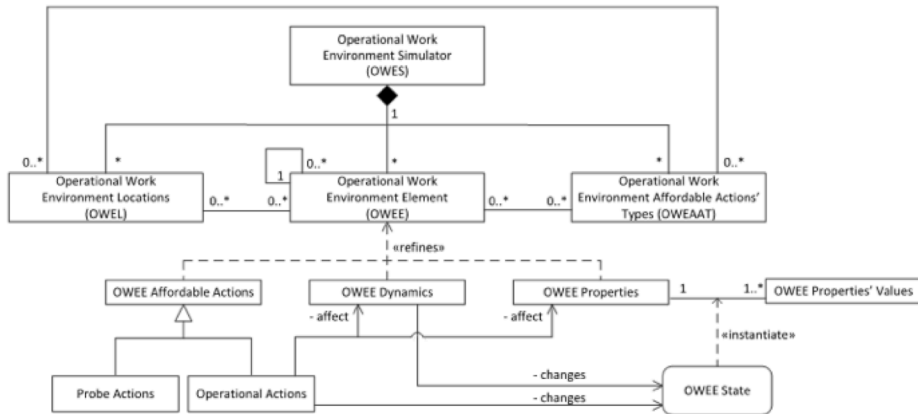 Operational Work
Environment Simulator
(OWES)
1
0..*
*
1
0..*
*
*
0..*
Operational Work
Environment Locations
(OWEL)
0..*
0..*
Operational Work
Environment Element
(OWEE)
0..*
0..*
Operational Work
Environment Affordable Actions'
Types (OWEAAT)
«refines»
OWEE Affordable Actions
OWEE Dynamics
OWEE Properties
1
1..*
OWEE Properties' Values
- affect
- affect
«instantiate»
Probe Actions
Operational Actions
- changes
- changes
OWEE State